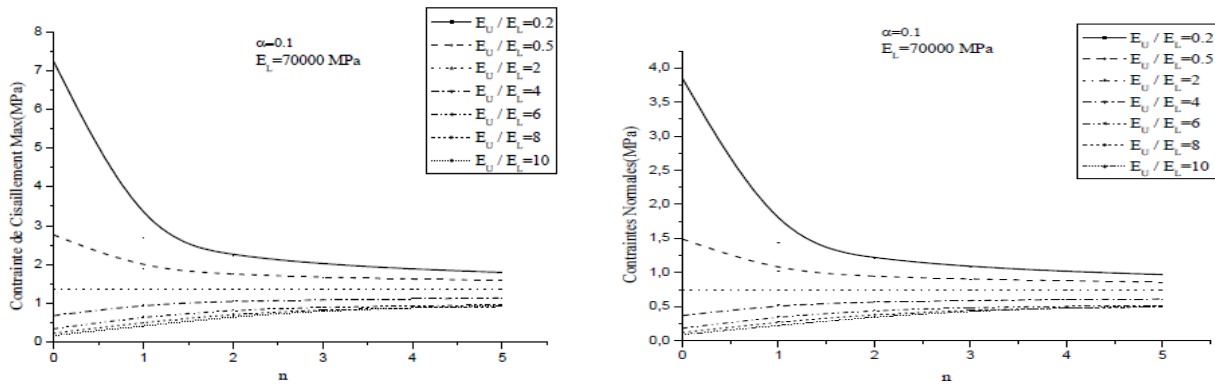 Contrainte de Cisaillement Max(MPa)
8
7
6
5
4
3
2
1
0
α=0.1
E_L=70000 MPa
E_U / E_L=0.2
E_U / E_L=0.5
E_U / E_L=2
E_U / E_L=4
E_U / E_L=6
E_U / E_L=8
E_U / E_L=10
0 1 2 3 4 5
n
Contraintes Normales(MPa)
4,0
3,5
3,0
2,5
2,0
1,5
1,0
0,5
0,0
α=0.1
E_L=70000 MPa
E_U / E_L=0.2
E_U / E_L=0.5
E_U / E_L=2
E_U / E_L=4
E_U / E_L=6
E_U / E_L=8
E_U / E_L=10
0 1 2 3 4 5
n